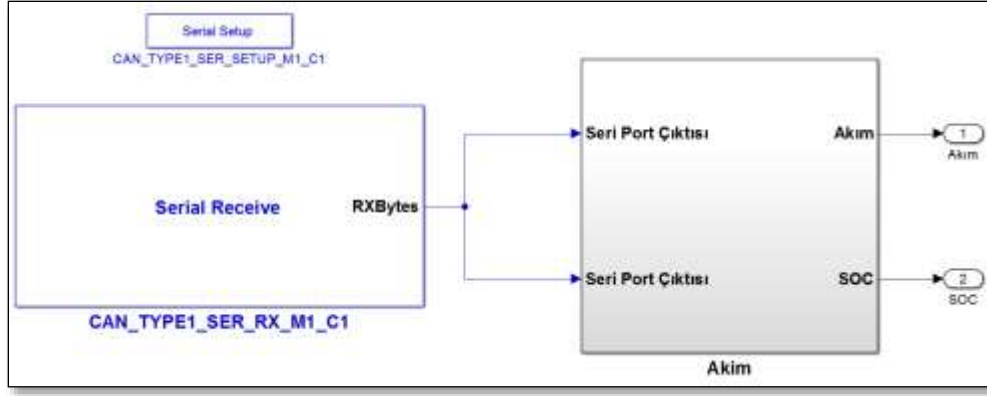 Serial Setup
CAN_TYPE1_SER_SETUP_M1_C1
Serial Receive
RXBytes
CAN_TYPE1_SER_RX_M1_C1
Seri Port Çıktısı
Akım
Seri Port Çıktısı
SOC
Akim
1
Akım
2
SOC